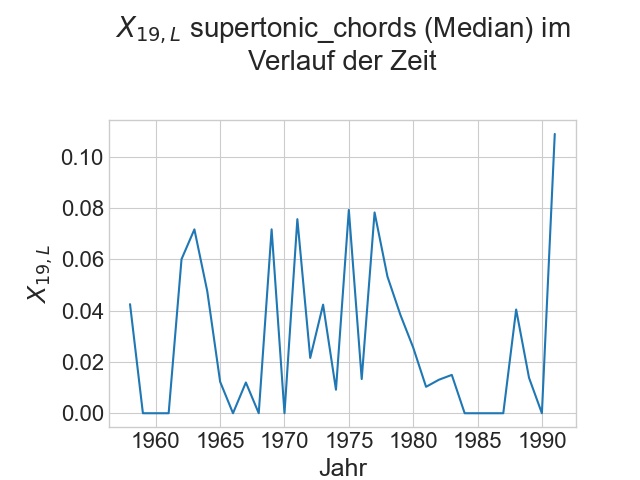 X₁₉,L supertonic_chords (Median) im
Verlauf der Zeit
X₁₉,L
0.10
0.08
0.06
0.04
0.02
0.00
1960 1965 1970 1975 1980 1985 1990
Jahr